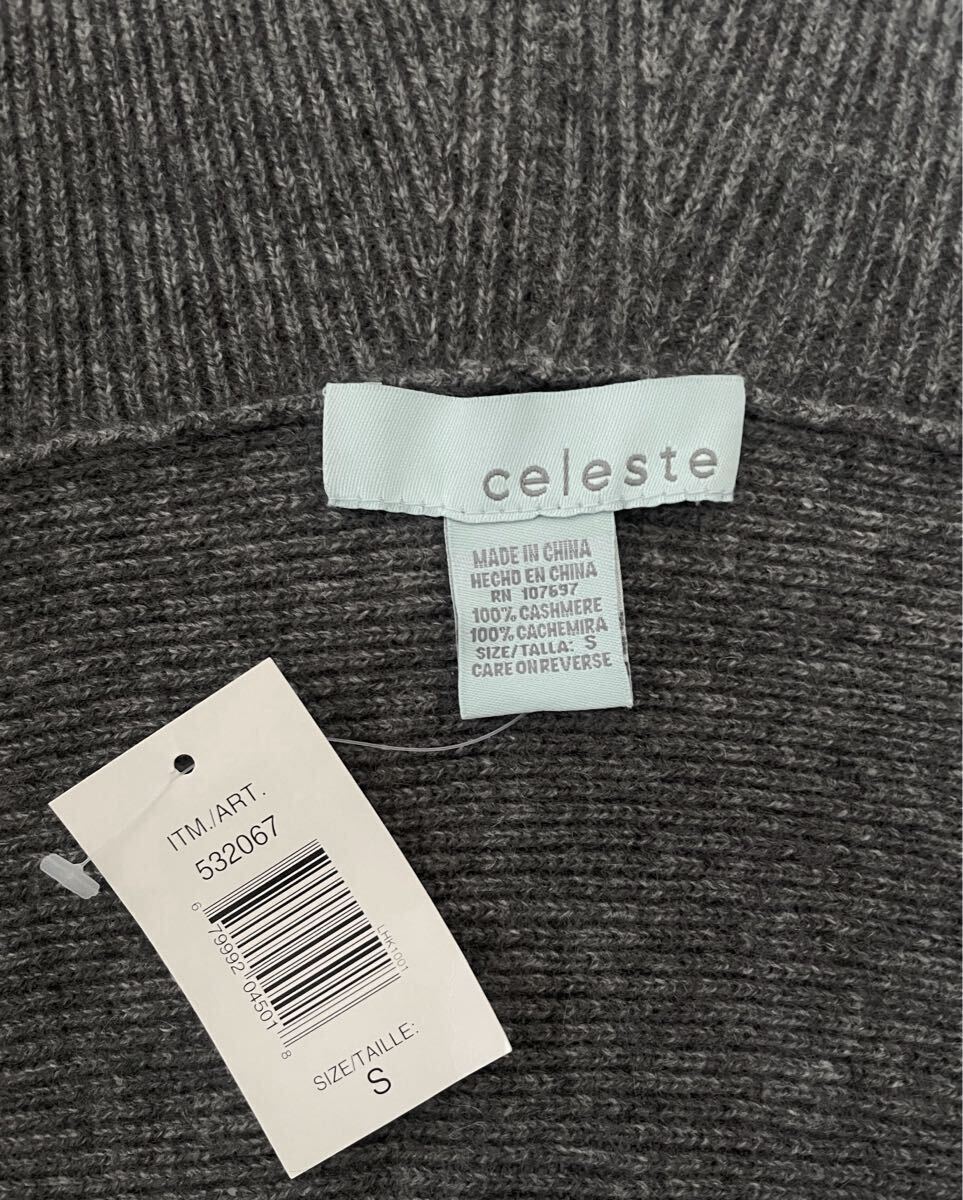 celeste
MADE IN CHINA
HECHO EN CHINA
RN 107697
100% CASHMERE
100% CACHEMIRA
SIZE/TALLA: S
CARE ON REVERSE
ITM./ART.
532067
6 79992 04501 8
LHK1001
SIZE/TAILLE:
S